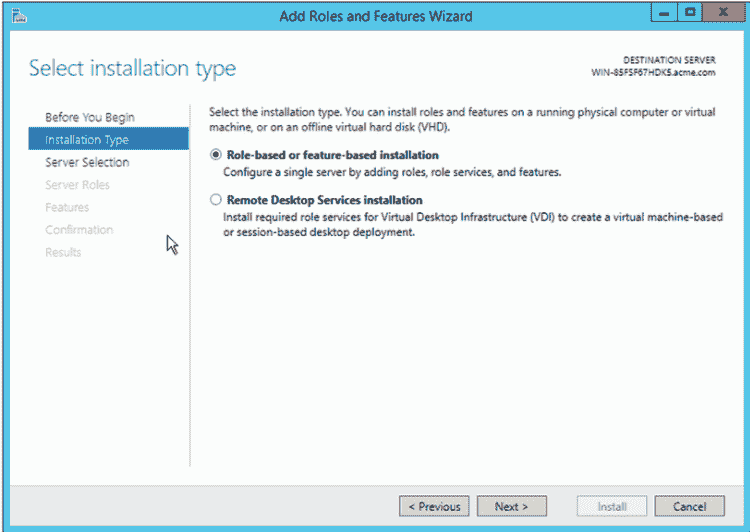 Add Roles and Features Wizard
Select installation type
DESTINATION SERVER
WIN-85F5F67HDK5.acme.com
Before You Begin
Installation Type
Server Selection
Server Roles
Features
Confirmation
Results
Select the installation type. You can install roles and features on a running physical computer or virtual
machine, or on an offline virtual hard disk (VHD).
Role-based or feature-based installation
Configure a single server by adding roles, role services, and features.
Remote Desktop Services installation
Install required role services for Virtual Desktop Infrastructure (VDI) to create a virtual machine-based
or session-based desktop deployment.
< Previous
Next >
Install
Cancel